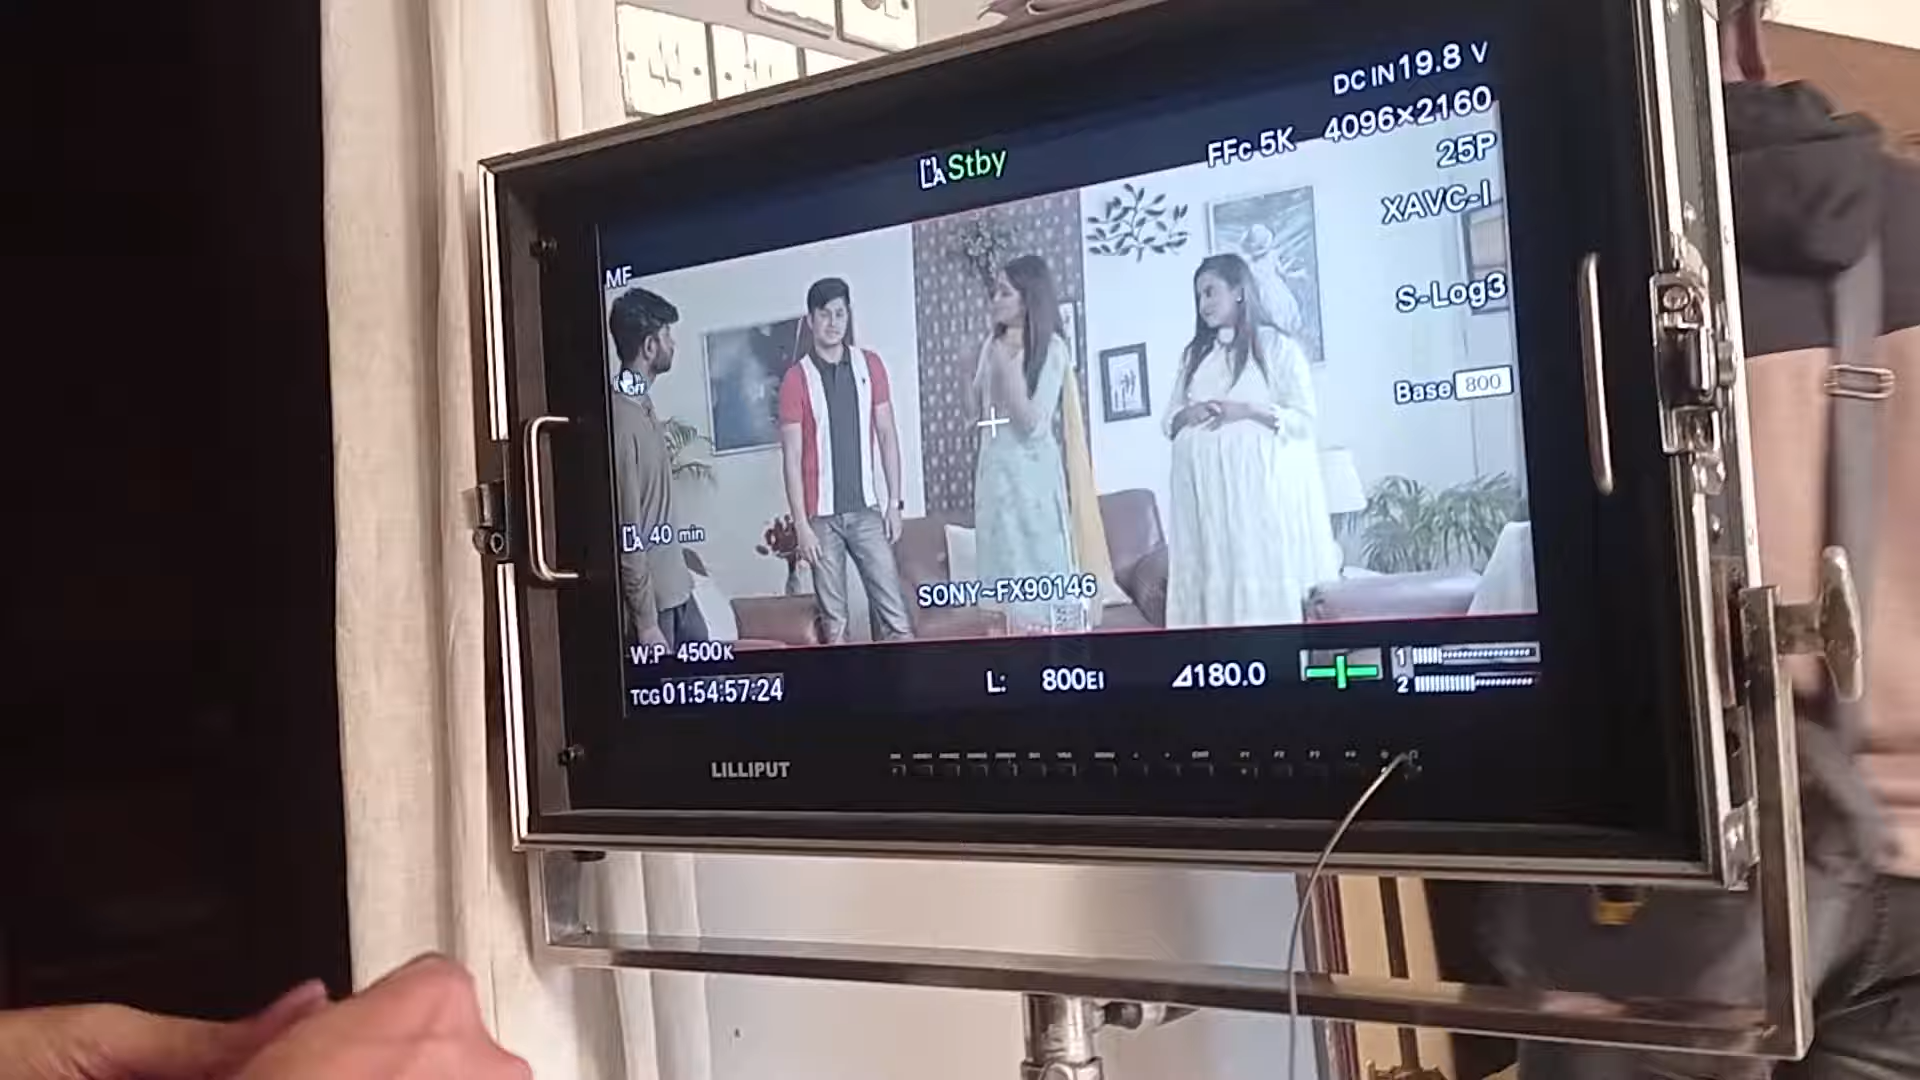 DC IN 19.8 V
Stby
FFc 5K 4096×2160
25P
XAVC-I
MF
S-Log3
Base 800
OFF
A 40 min
SONY~FX90146
W:P 4500K
TCG 01:54:57:24
L: 800EI
⊿180.0
1
2
LILLIPUT